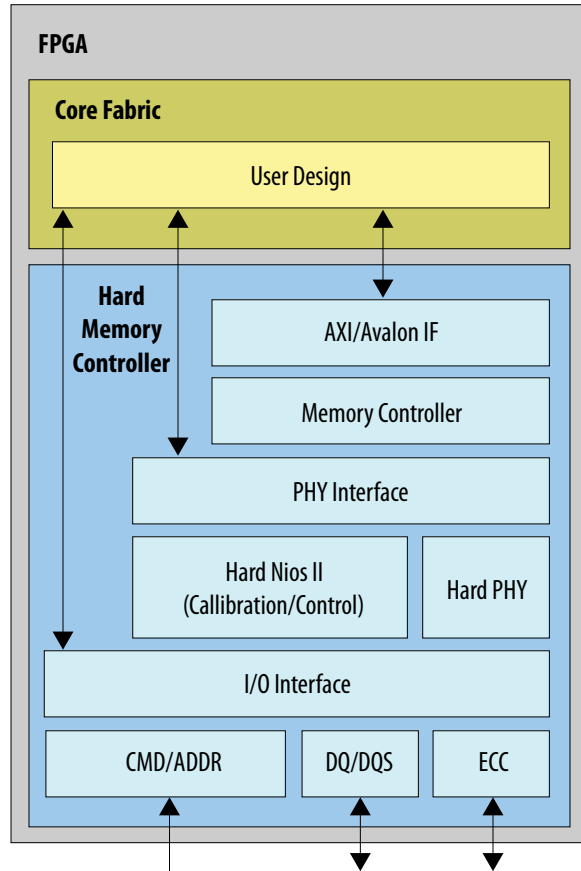 FPGA
Core Fabric
User Design
Hard
Memory
Controller
AXI/Avalon IF
Memory Controller
PHY Interface
Hard Nios II
(Callibration/Control)
Hard PHY
I/O Interface
CMD/ADDR
DQ/DQS
ECC